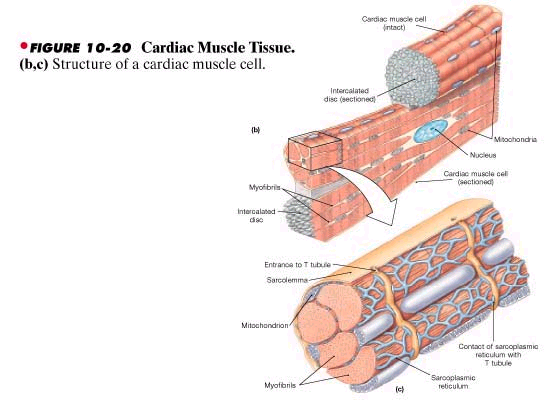 • FIGURE 10-20 Cardiac Muscle Tissue.
(b,c) Structure of a cardiac muscle cell.
Cardiac muscle cell
(intact)
Intercalated
disc (sectioned)
(b)
Mitochondria
Nucleus
Cardiac muscle cell
(sectioned)
Myofibrils
Intercalated
disc
Entrance to T tubule
Sarcolemma
Mitochondrion
Contact of sarcoplasmic
reticulum with
T tubule
Myofibrils
Sarcoplasmic
reticulum
(c)